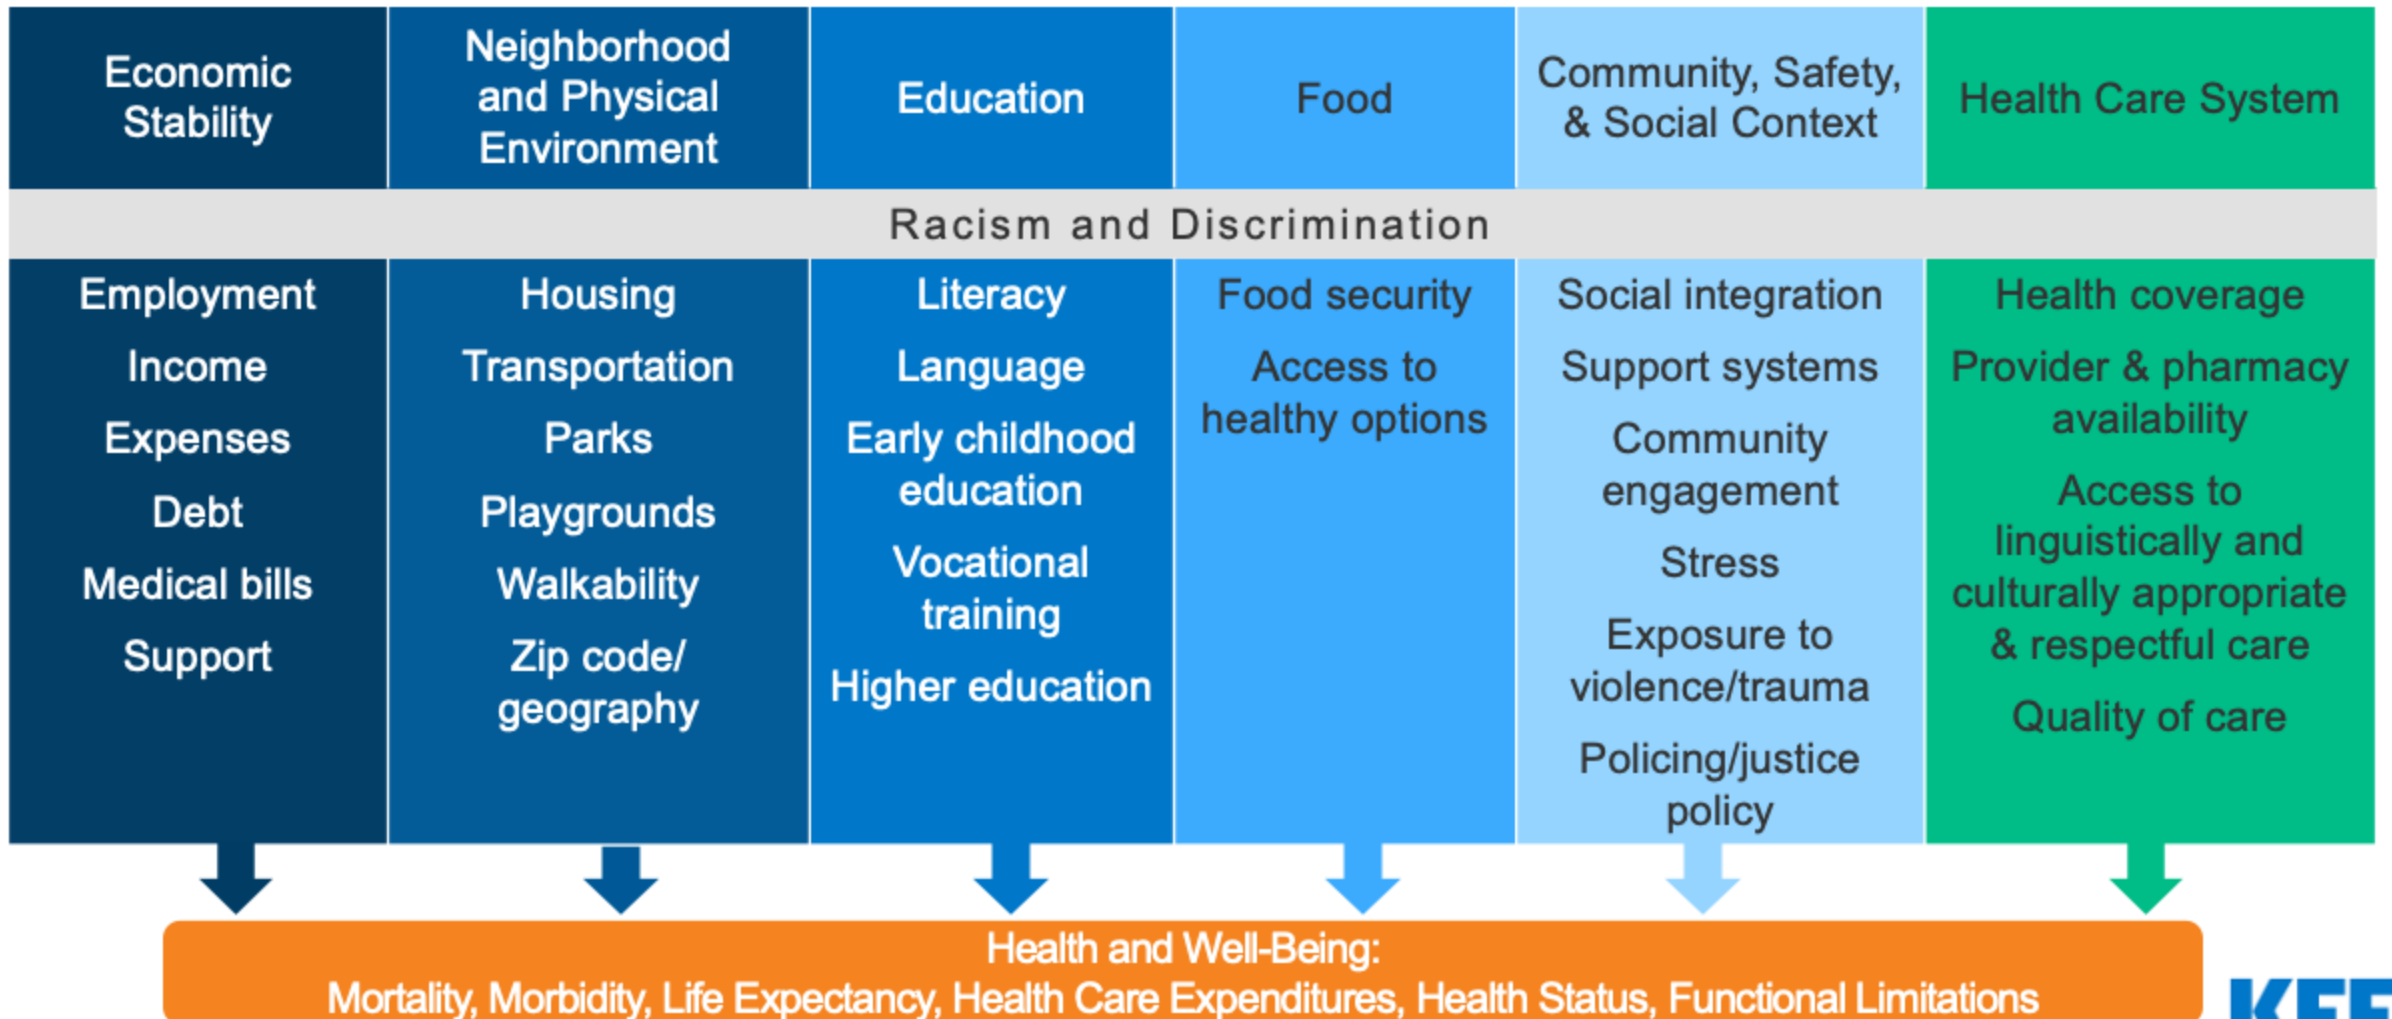 Economic
Stability
Neighborhood
and Physical
Environment
Education
Food
Community, Safety,
& Social Context
Health Care System
Racism and Discrimination
Employment
Income
Expenses
Debt
Medical bills
Support
Housing
Transportation
Parks
Playgrounds
Walkability
Zip code/
geography
Literacy
Language
Early childhood
education
Vocational
training
Higher education
Food security
Access to
healthy options
Social integration
Support systems
Community
engagement
Stress
Exposure to
violence/trauma
Policing/justice
policy
Health coverage
Provider & pharmacy
availability
Access to
linguistically and
culturally appropriate
& respectful care
Quality of care
Health and Well-Being:
Mortality, Morbidity, Life Expectancy, Health Care Expenditures, Health Status, Functional Limitations
KFF